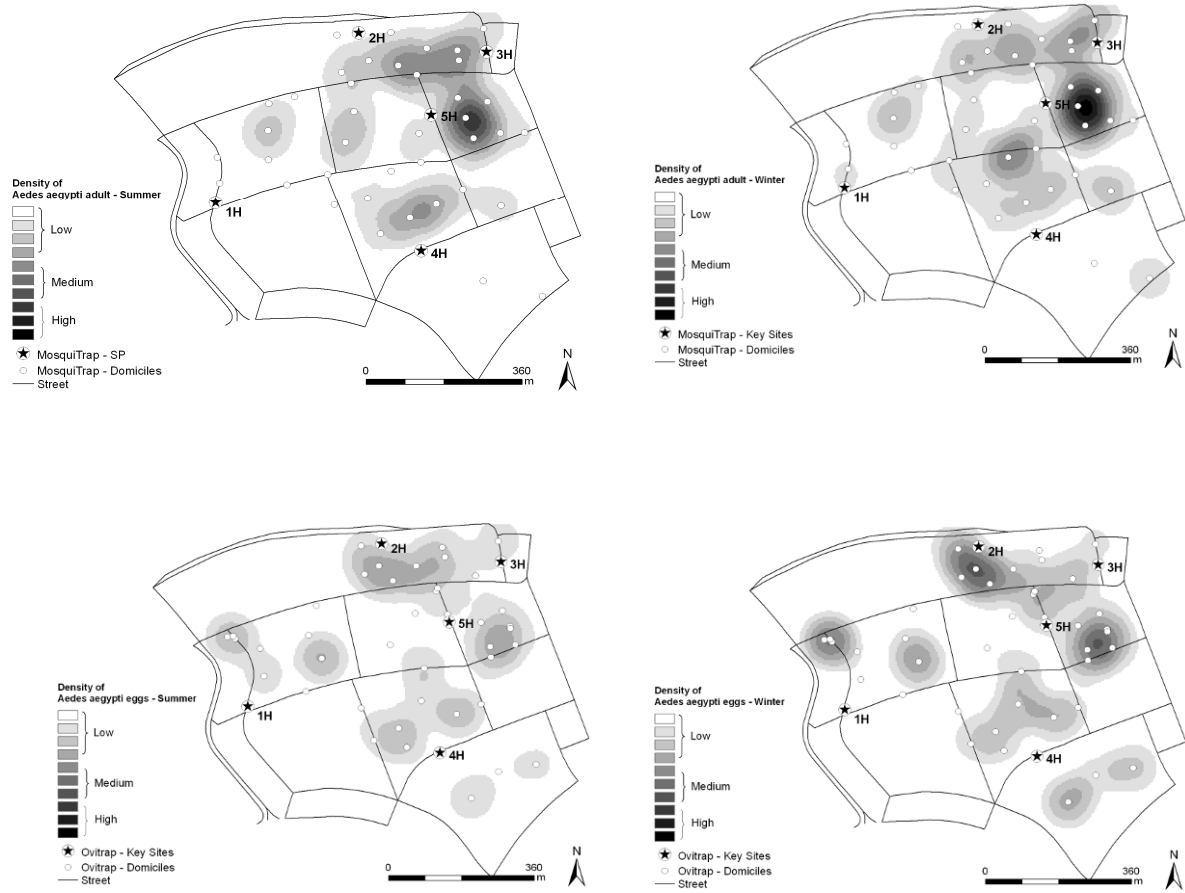 2H
3H
5H
1H
4H
Density of
Aedes aegypti adult - Summer
Low
Medium
High
MosquiTrap - SP
MosquiTrap - Domiciles
Street
0 360
m
N
2H
3H
5H
1H
4H
Density of
Aedes aegypti adult - Winter
Low
Medium
High
MosquiTrap - Key Sites
MosquiTrap - Domiciles
Street
0 360
m
N
2H
3H
5H
1H
4H
Density of
Aedes aegypti eggs - Summer
Low
Medium
High
Ovitrap - Key Sites
Ovitrap - Domiciles
Street
0 360
m
N
2H
3H
5H
1H
4H
Density of
Aedes aegypti eggs - Winter
Low
Medium
High
Ovitrap - Key Sites
Ovitrap - Domiciles
Street
0 360
m
N